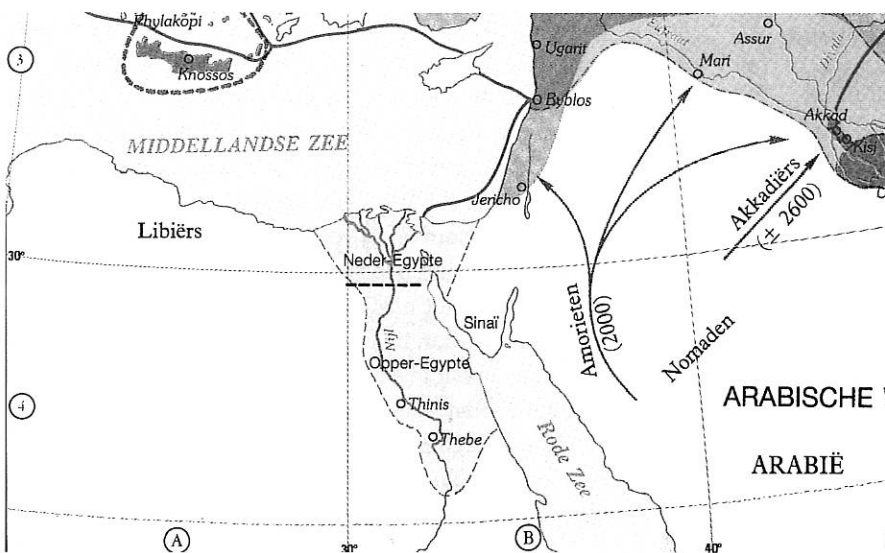 Phylakopi
Knossos
3
MIDDELLANDSE ZEE
Ugarit
Byblos
Jericho
Assur
Mari
Akkad
Kisj
Akkadiërs
(± 2600)
Libiërs
30°
Neder-Egypte
Sinaï
Nijl
Opper-Egypte
Thinis
Thebe
Amorieten
(2000)
Nomaden
4
ARABISCHE
Rode Zee
ARABIË
A
30°
B
40°